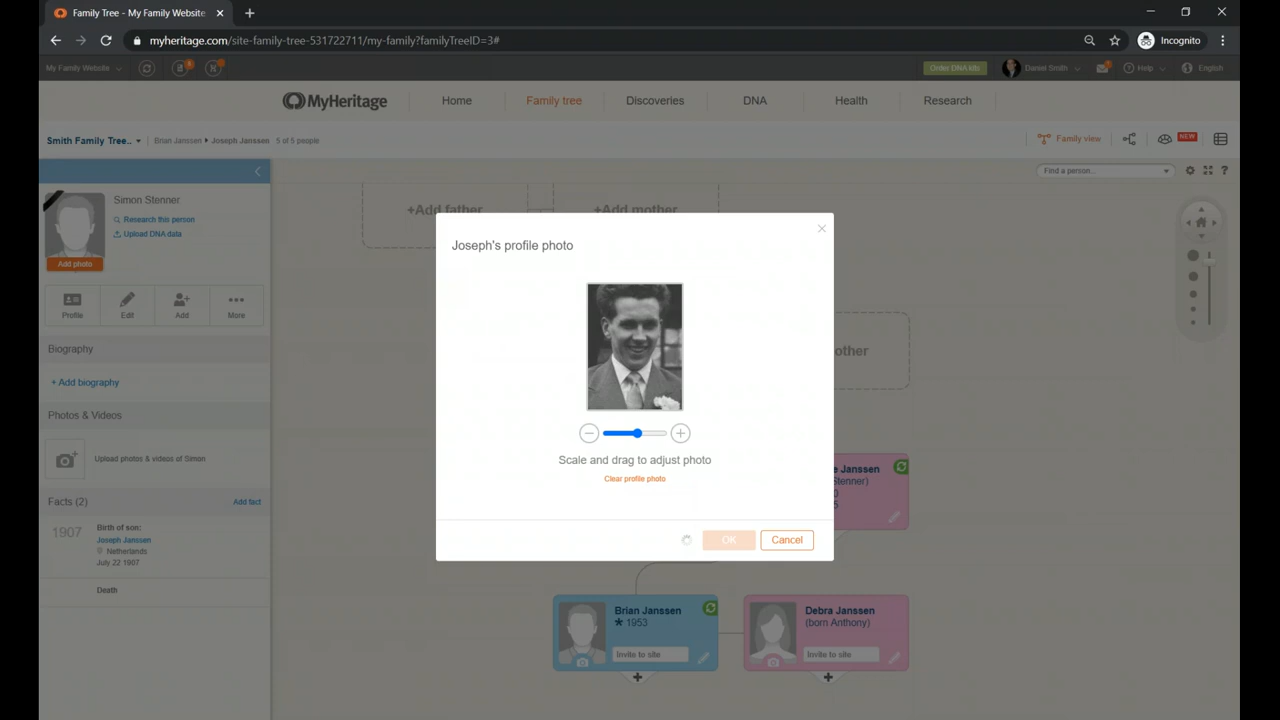 Family Tree - My Family Website
myheritage.com/site-family-tree-531722711/my-family?familyTreeID=3#
Incognito
My Family Website
Order DNA kits
Daniel Smith
Help
English
MyHeritage
Home
Family tree
Discoveries
DNA
Health
Research
Smith Family Tree...
Brian Janssen
Joseph Janssen
5 of 5 people
Family view
NEW
Find a person...
Simon Stenner
Research this person
Upload DNA data
Add photo
Profile
Edit
Add
More
Biography
+ Add biography
Photos & Videos
Upload photos & videos of Simon
Facts (2)
Add fact
1907
Birth of son:
Joseph Janssen
Netherlands
July 22 1907
Death
+Add father
+Add mother
other
Joseph's profile photo
Scale and drag to adjust photo
Clear profile photo
OK
Cancel
e Janssen
Stenner)
0
5
Brian Janssen
★ 1953
Invite to site
Debra Janssen
(born Anthony)
Invite to site